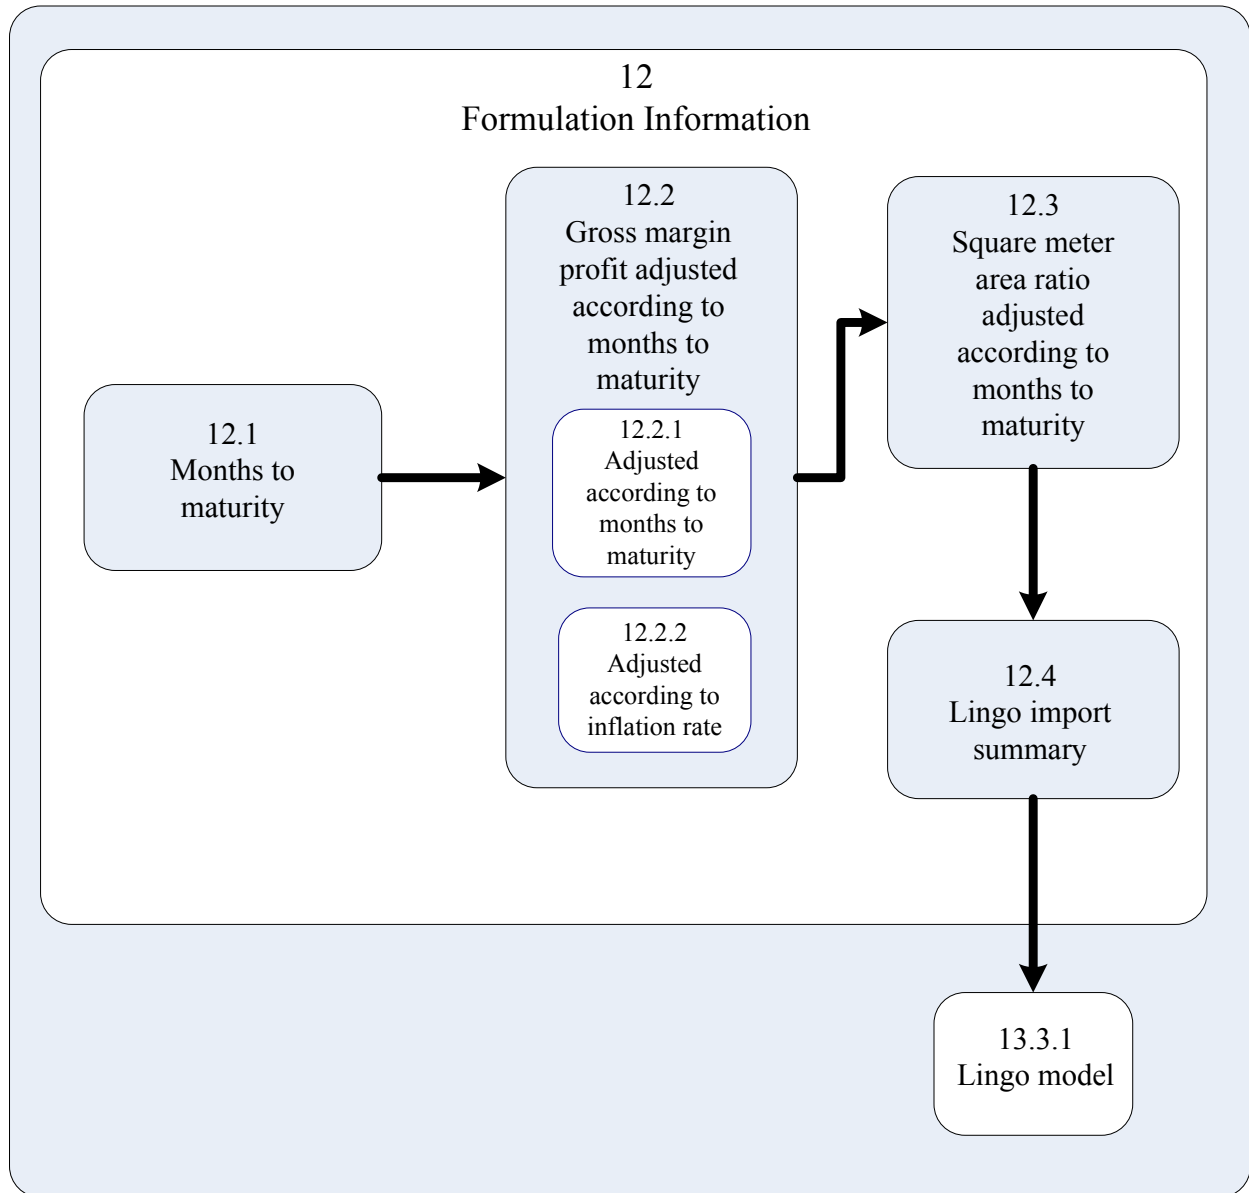 12
Formulation Information
12.1
Months to
maturity
12.2
Gross margin
profit adjusted
according to
months to
maturity
12.2.1
Adjusted
according to
months to
maturity
12.2.2
Adjusted
according to
inflation rate
12.3
Square meter
area ratio
adjusted
according to
months to
maturity
12.4
Lingo import
summary
13.3.1
Lingo model